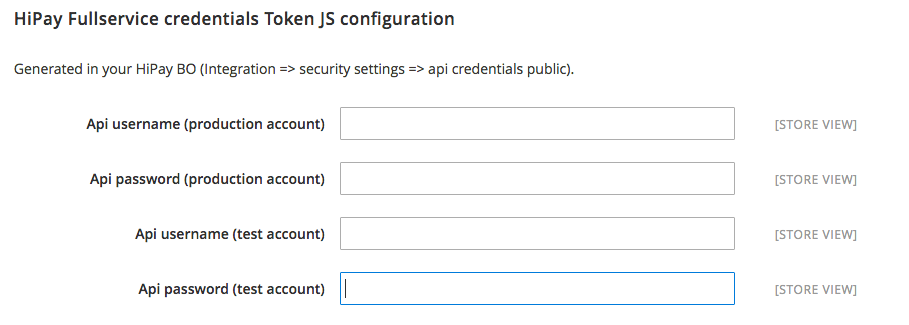 HiPay Fullservice credentials Token JS configuration
Generated in your HiPay BO (Integration => security settings => api credentials public).
Api username (production account) [STORE VIEW]
Api password (production account) [STORE VIEW]
Api username (test account) [STORE VIEW]
Api password (test account) [STORE VIEW]